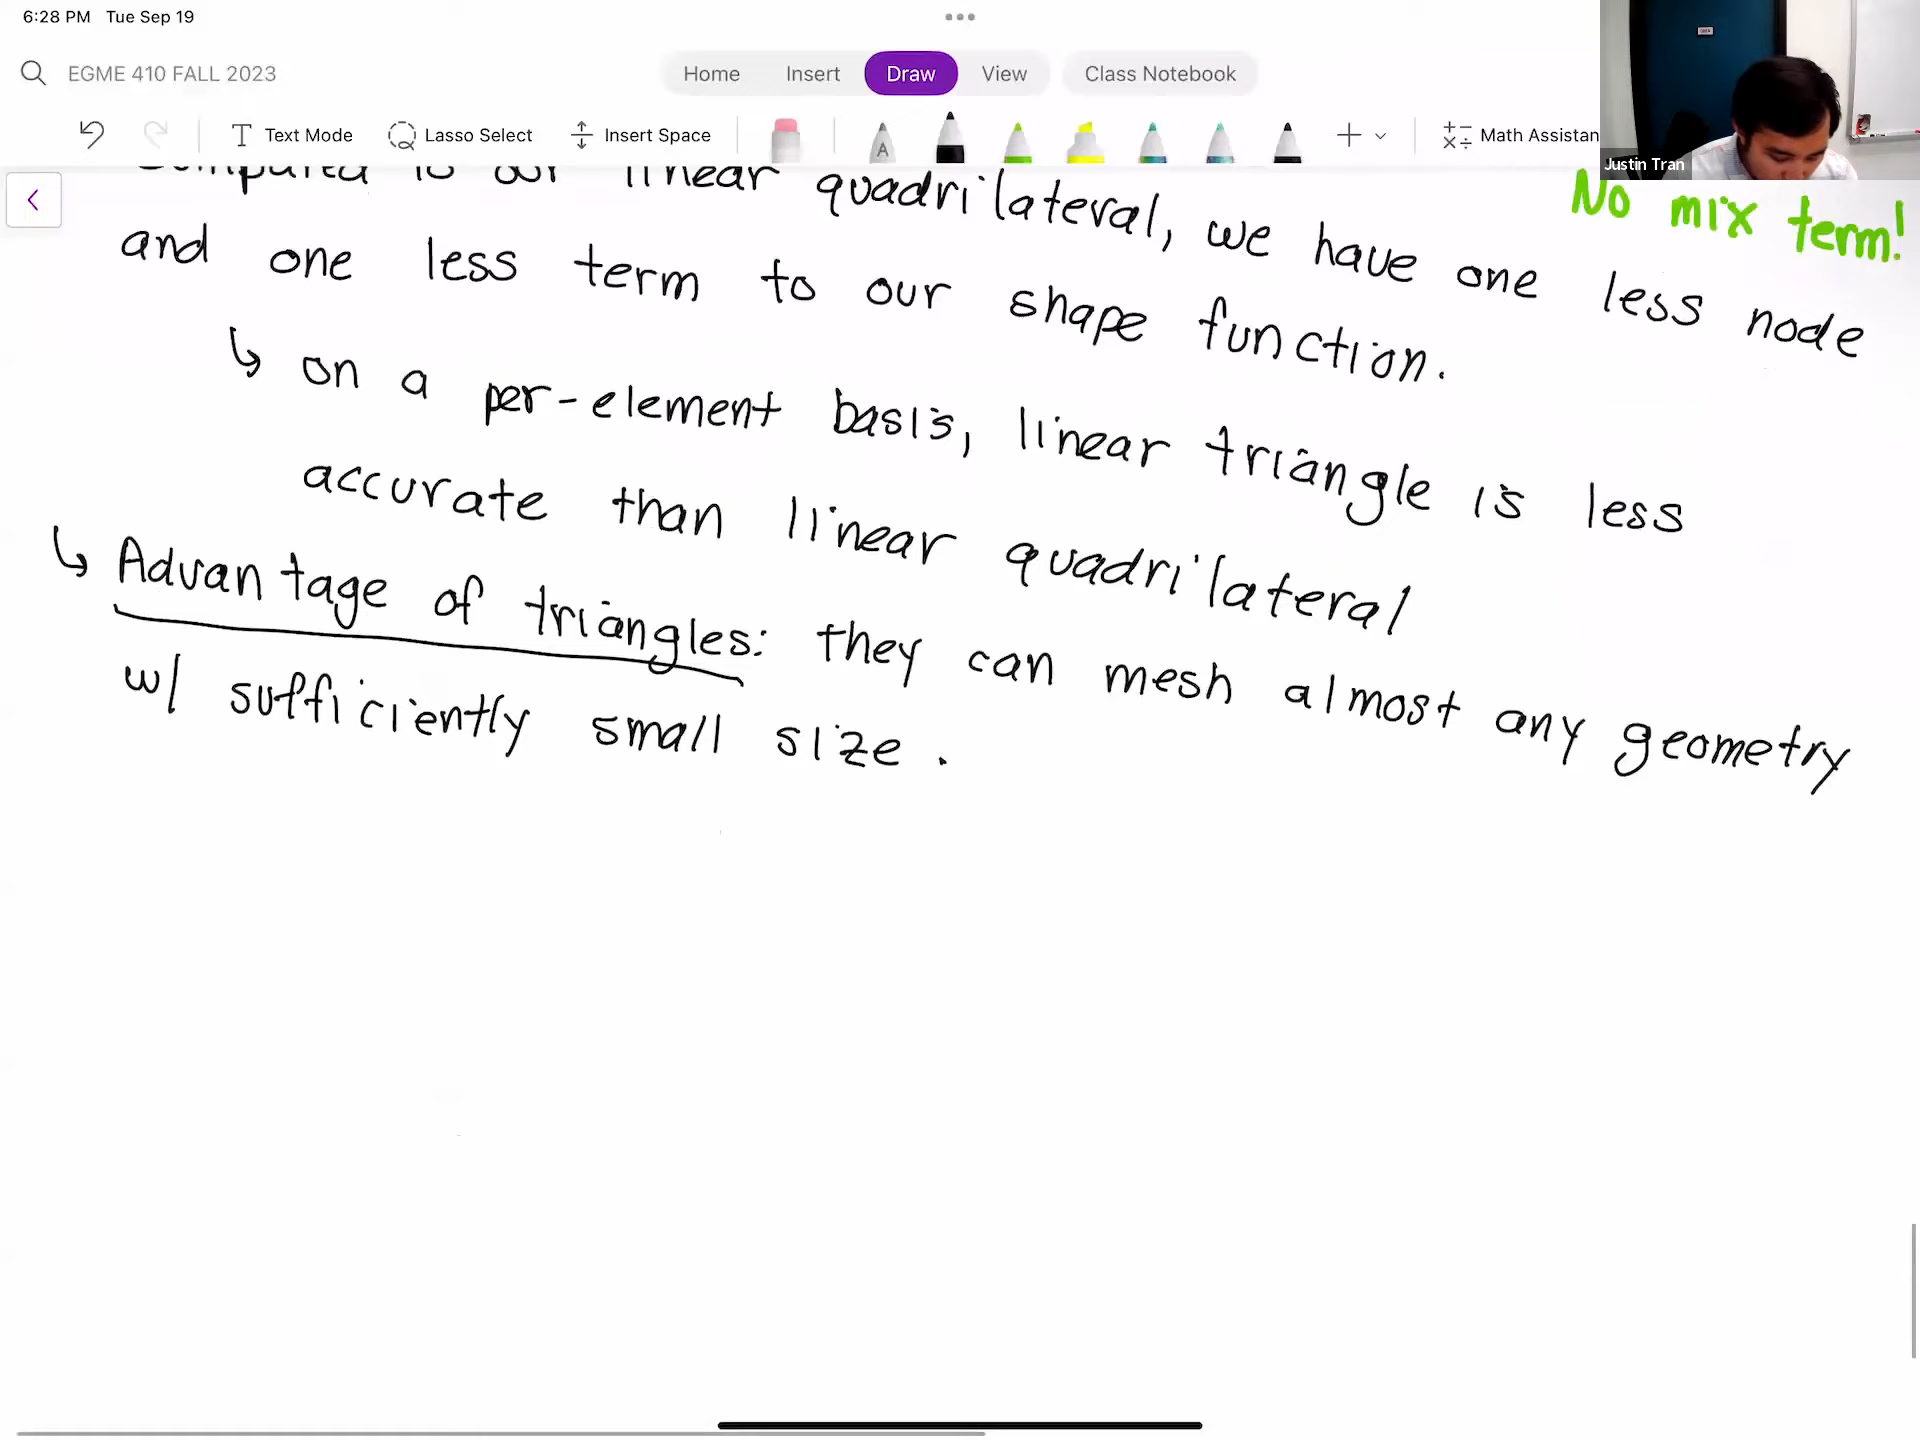 6:28 PM Tue Sep 19
EGME 410 FALL 2023
Home Insert Draw View Class Notebook
Text Mode Lasso Select Insert Space A Math Assistan
Justin Tran
No mix term!
Compared to our linear quadrilateral, we have one less node
and one less term to our shape function.
↳ on a per-element basis, linear triangle is less
accurate than linear quadrilateral
↳ Advantage of triangles: they can mesh almost any geometry
w/ sufficiently small size.